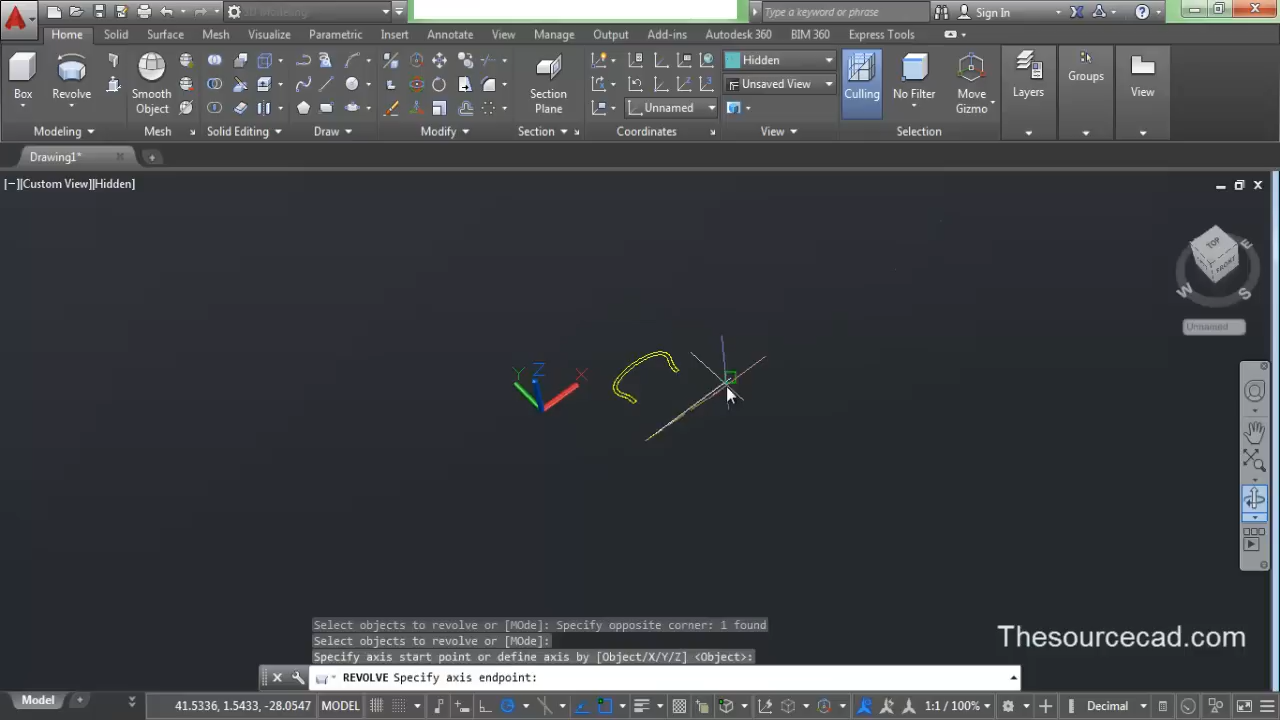 3D Modeling
Type a keyword or phrase
Sign In
Home Solid Surface Mesh Visualize Parametric Insert Annotate View Manage Output Add-ins Autodesk 360 BIM 360 Express Tools
Box
Revolve
Smooth
Object
Section
Plane
Hidden
Unsaved View
Unnamed
Culling
No Filter
Move
Gizmo
Layers
Groups
View
Modeling Mesh Solid Editing Draw Modify Section Coordinates View Selection
Drawing1*
[−][Custom View][Hidden]
TOP
FRONT
E
W
S
Unnamed
Y Z X
Select objects to revolve or [MOde]: Specify opposite corner: 1 found
Select objects to revolve or [MOde]:
Specify axis start point or define axis by [Object/X/Y/Z] <Object>:
REVOLVE Specify axis endpoint:
Thesourcecad.com
Model
41.5336, 1.5433, -28.0547 MODEL
1:1 / 100%
Decimal